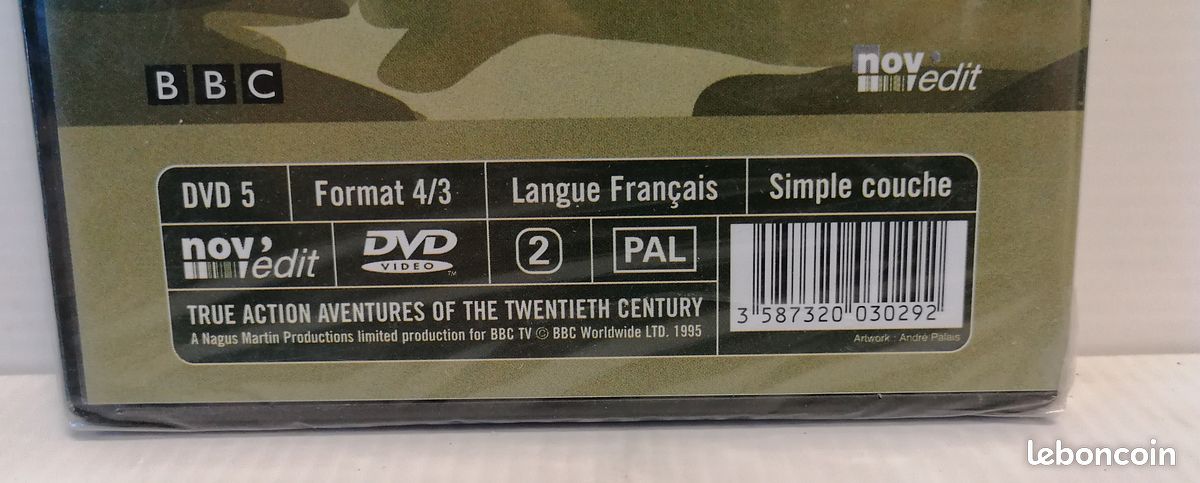 BBC
nov'edit
DVD 5
Format 4/3
Langue Français
Simple couche
nov'edit
DVD VIDEO TM
2
PAL
TRUE ACTION AVENTURES OF THE TWENTIETH CENTURY
A Nagus Martin Productions limited production for BBC TV © BBC Worldwide LTD. 1995
3 587320 030292
Artwork : André Palais
leboncoin